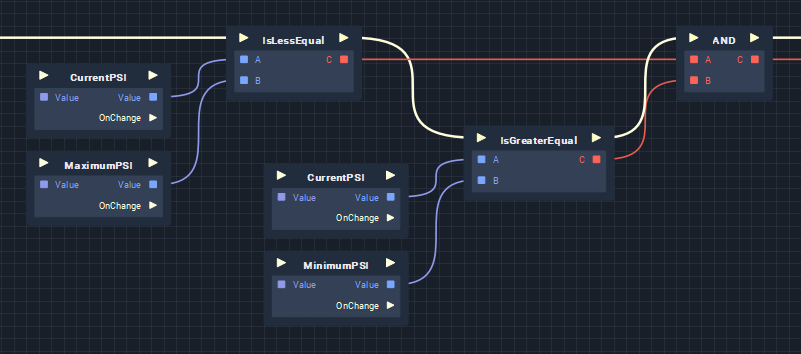 IsLessEqual
A C
B
CurrentPSI
Value Value
OnChange
MaximumPSI
Value Value
OnChange
AND
A C
B
IsGreaterEqual
A C
B
CurrentPSI
Value Value
OnChange
MinimumPSI
Value Value
OnChange